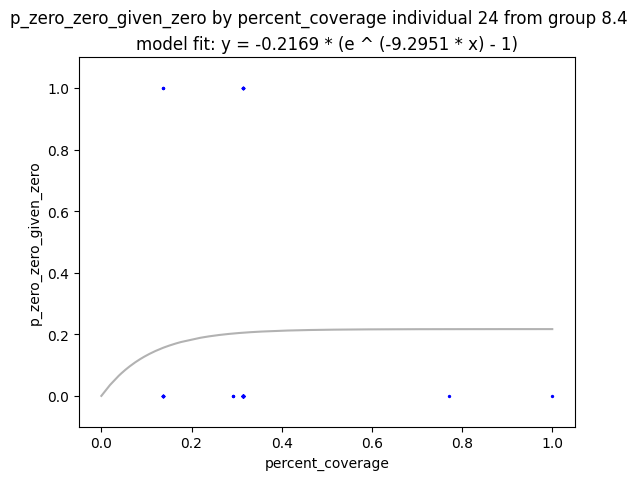 p_zero_zero_given_zero by percent_coverage individual 24 from group 8.4
model fit: y = -0.2169 * (e ^ (-9.2951 * x) - 1)
1.0
0.8
0.6
0.4
0.2
0.0
p_zero_zero_given_zero
0.0 0.2 0.4 0.6 0.8 1.0
percent_coverage